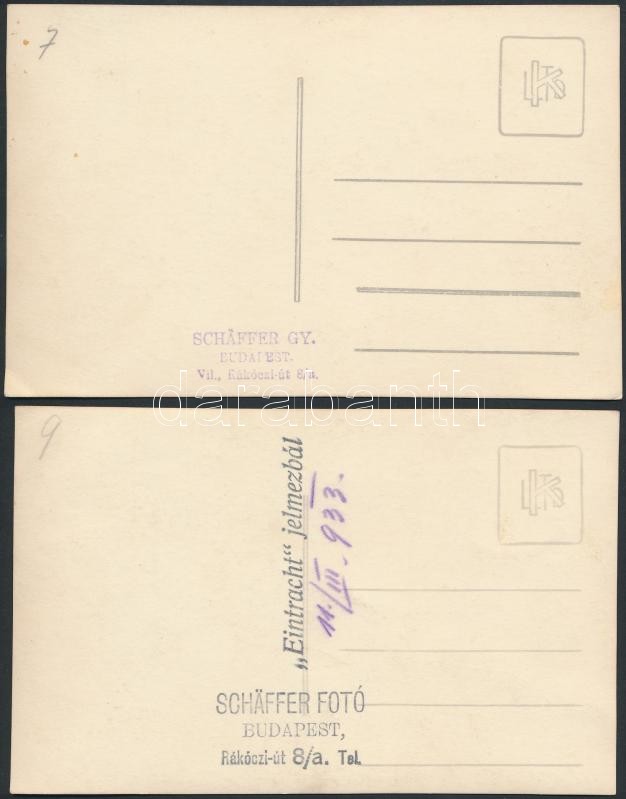 7
SCHÄFFER GY.
BUDAPEST.
VII., Rákóczi-út 8/a.
darabanth
9
„Eintracht“ jelmezbál
11./III. 933.
SCHÄFFER FOTÓ
BUDAPEST,
Rákóczi-út 8/a. Tel.